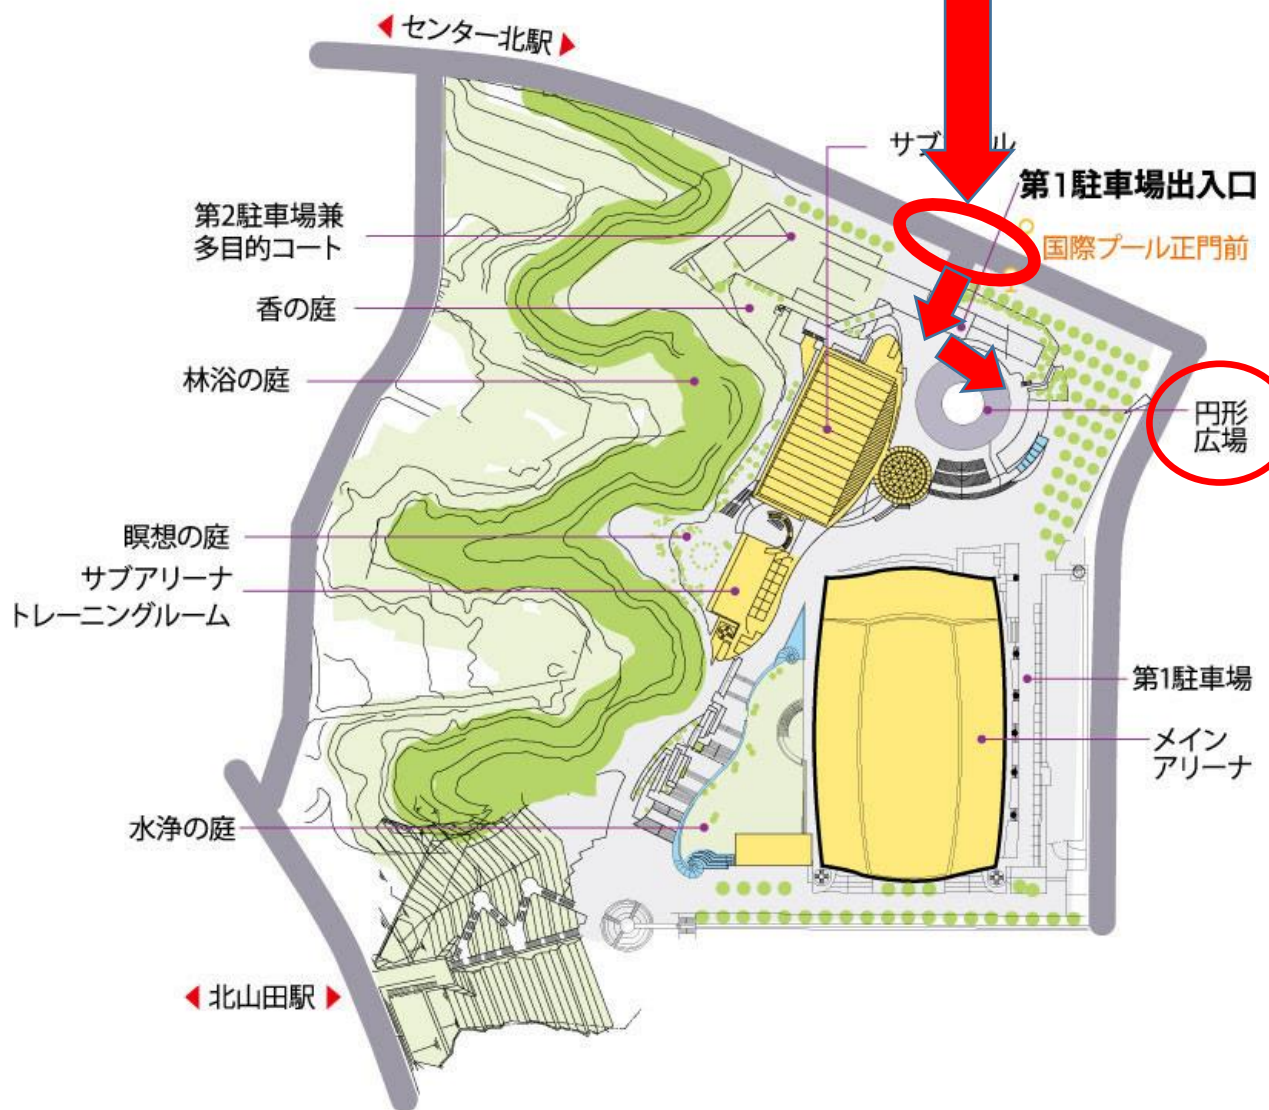 センター北駅
サブ ル
第1駐車場出入口
国際プール正門前
第2駐車場兼
多目的コート
香の庭
林浴の庭
円形
広場
瞑想の庭
サブアリーナ
トレーニングルーム
第1駐車場
メイン
アリーナ
水浄の庭
北山田駅